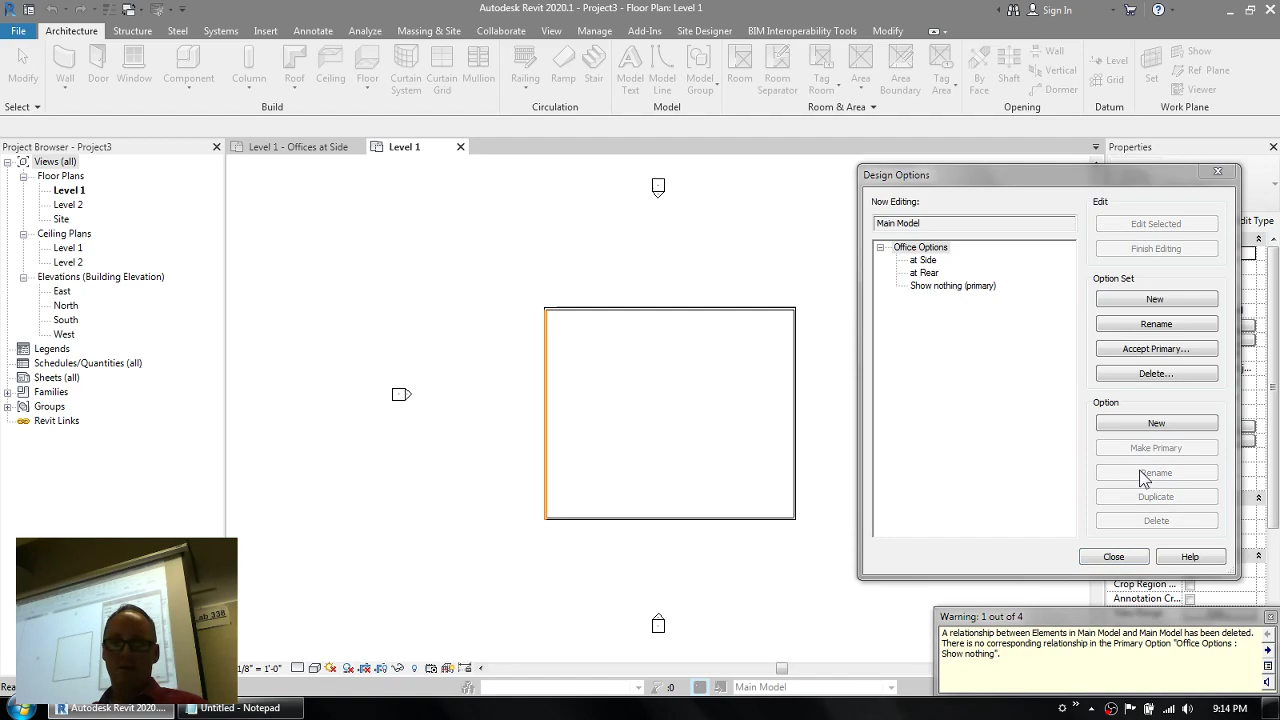 Autodesk Revit 2020.1 - Project3 - Floor Plan: Level 1
Sign In
File Architecture Structure Steel Systems Insert Annotate Analyze Massing & Site Collaborate View Manage Add-Ins Site Designer BIM Interoperability Tools Modify
Modify Wall Door Window Component Column Roof Ceiling Floor Curtain System Curtain Grid Mullion Railing Ramp Stair Model Text Model Line Model Group Room Room Separator Tag Room Area Area Boundary Tag Area By Face Shaft Wall Vertical Dormer Level Grid Set Show Ref Plane Viewer
Select Build Circulation Model Room & Area Opening Datum Work Plane
Project Browser - Project3
Level 1 - Offices at Side
Level 1
Properties
Views (all)
Floor Plans
Level 1
Level 2
Site
Ceiling Plans
Level 1
Level 2
Elevations (Building Elevation)
East
North
South
West
Legends
Schedules/Quantities (all)
Sheets (all)
Families
Groups
Revit Links
Design Options
Now Editing:
Main Model
Office Options
at Side
at Rear
Show nothing (primary)
Edit
Edit Selected
Finish Editing
Option Set
New
Rename
Accept Primary...
Delete...
Option
New
Make Primary
Rename
Duplicate
Delete
Close
Help
Edit Type
Crop Region
Annotation Cr...
Warning: 1 out of 4
A relationship between Elements in Main Model and Main Model has been deleted.
There is no corresponding relationship in the Primary Option "Office Options :
Show nothing".
Lab 338
1/8" = 1'-0"
:0
Main Model
Autodesk Revit 2020....
Untitled - Notepad
9:14 PM